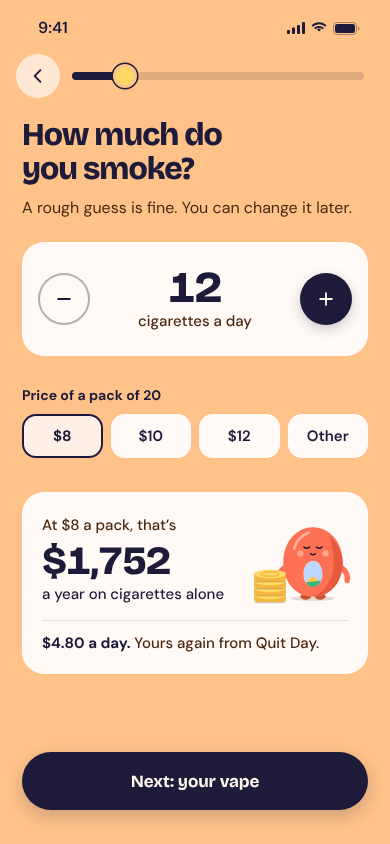 9:41
How much do
you smoke?
A rough guess is fine. You can change it later.
12
cigarettes a day
Price of a pack of 20
$8
$10
$12
Other
At $8 a pack, that’s
$1,752
a year on cigarettes alone
$4.80 a day. Yours again from Quit Day.
Next: your vape